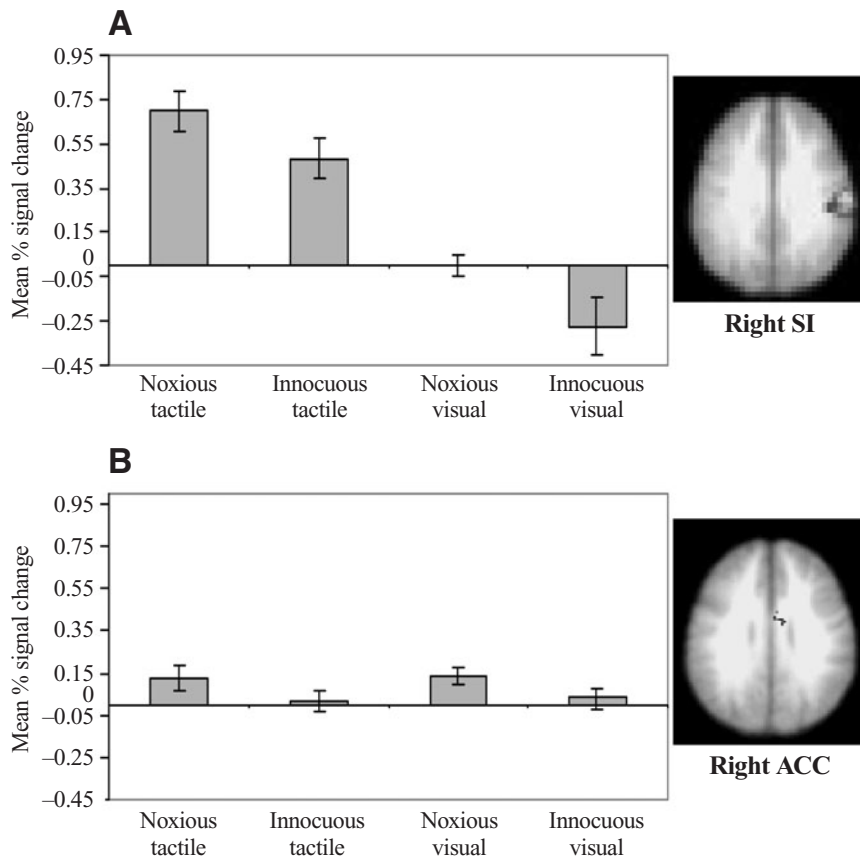 A
Mean % signal change
0.95
0.75
0.55
0.35
0.15
0
–0.05
–0.25
–0.45
Noxious
tactile
Innocuous
tactile
Noxious
visual
Innocuous
visual
Right SI
B
Mean % signal change
0.95
0.75
0.55
0.35
0.15
0
–0.05
–0.25
–0.45
Noxious
tactile
Innocuous
tactile
Noxious
visual
Innocuous
visual
Right ACC